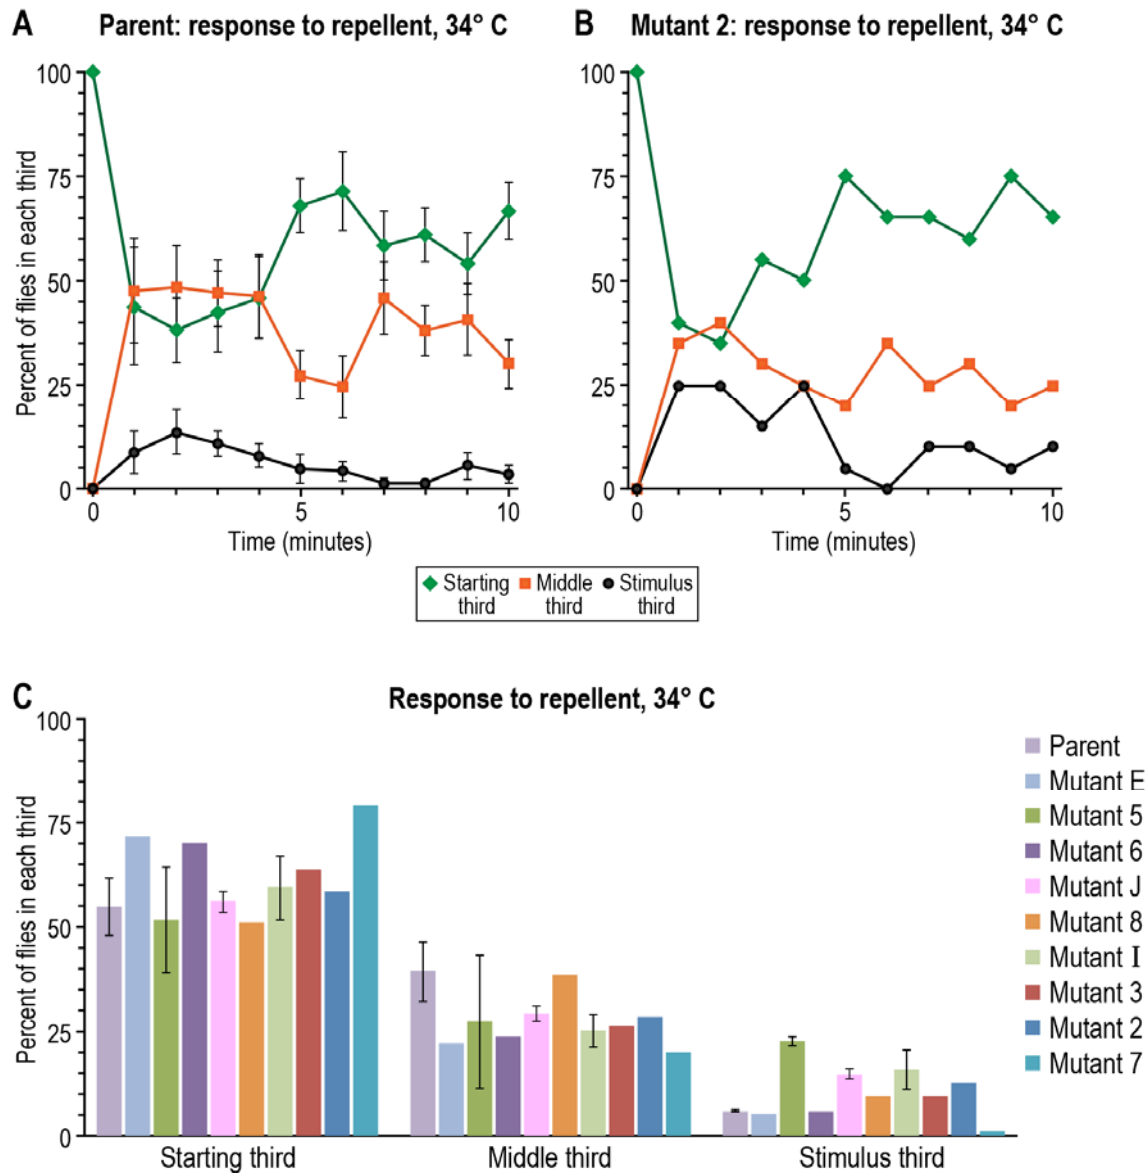 A Parent: response to repellent, 34° C
Percent of flies in each third
100
75
50
25
0
0 5 10
Time (minutes)
B Mutant 2: response to repellent, 34° C
100
75
50
25
0
0 5 10
Time (minutes)
Starting third
Middle third
Stimulus third
C Response to repellent, 34° C
Percent of flies in each third
100
75
50
25
0
Starting third Middle third Stimulus third
Parent
Mutant E
Mutant 5
Mutant 6
Mutant J
Mutant 8
Mutant I
Mutant 3
Mutant 2
Mutant 7